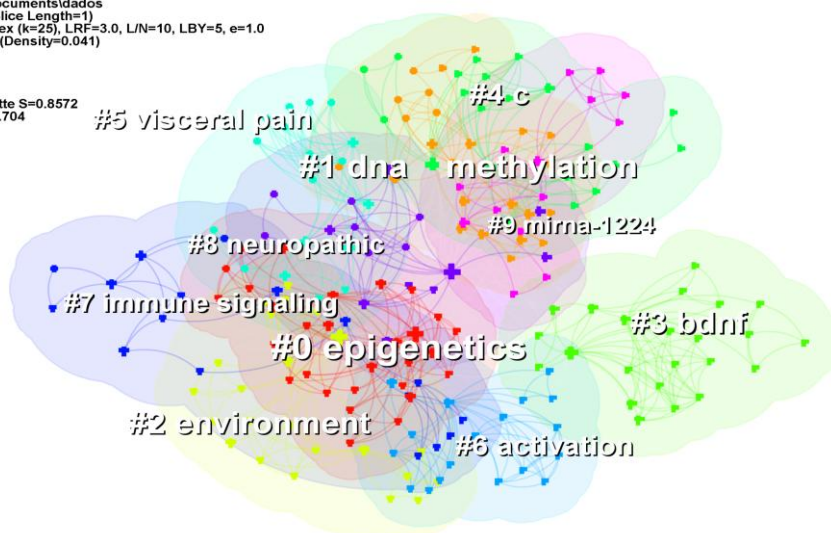 ocuments\dados
lice Length=1)
ex (k=25), LRF=3.0, L/N=10, LBY=5, e=1.0
(Density=0.041)
tte S=0.8572
.704
#4 c
#5 visceral pain
#1 dna methylation
#9 mirna-1224
#8 neuropathic
#7 immune signaling
#3 bdnf
#0 epigenetics
#2 environment
#6 activation